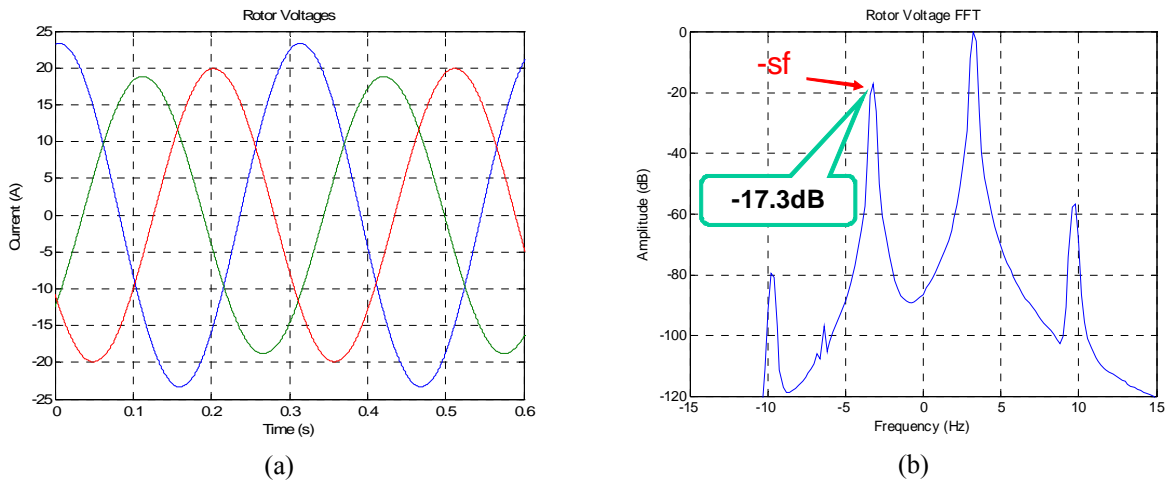 Rotor Voltages
25
20
15
10
5
0
-5
-10
-15
-20
-25
Current (A)
0 0.1 0.2 0.3 0.4 0.5 0.6
Time (s)
(a)
Rotor Voltage FFT
0
-20
-40
-60
-80
-100
-120
Amplitude (dB)
-sf
-17.3dB
-15 -10 -5 0 5 10 15
Frequency (Hz)
(b)